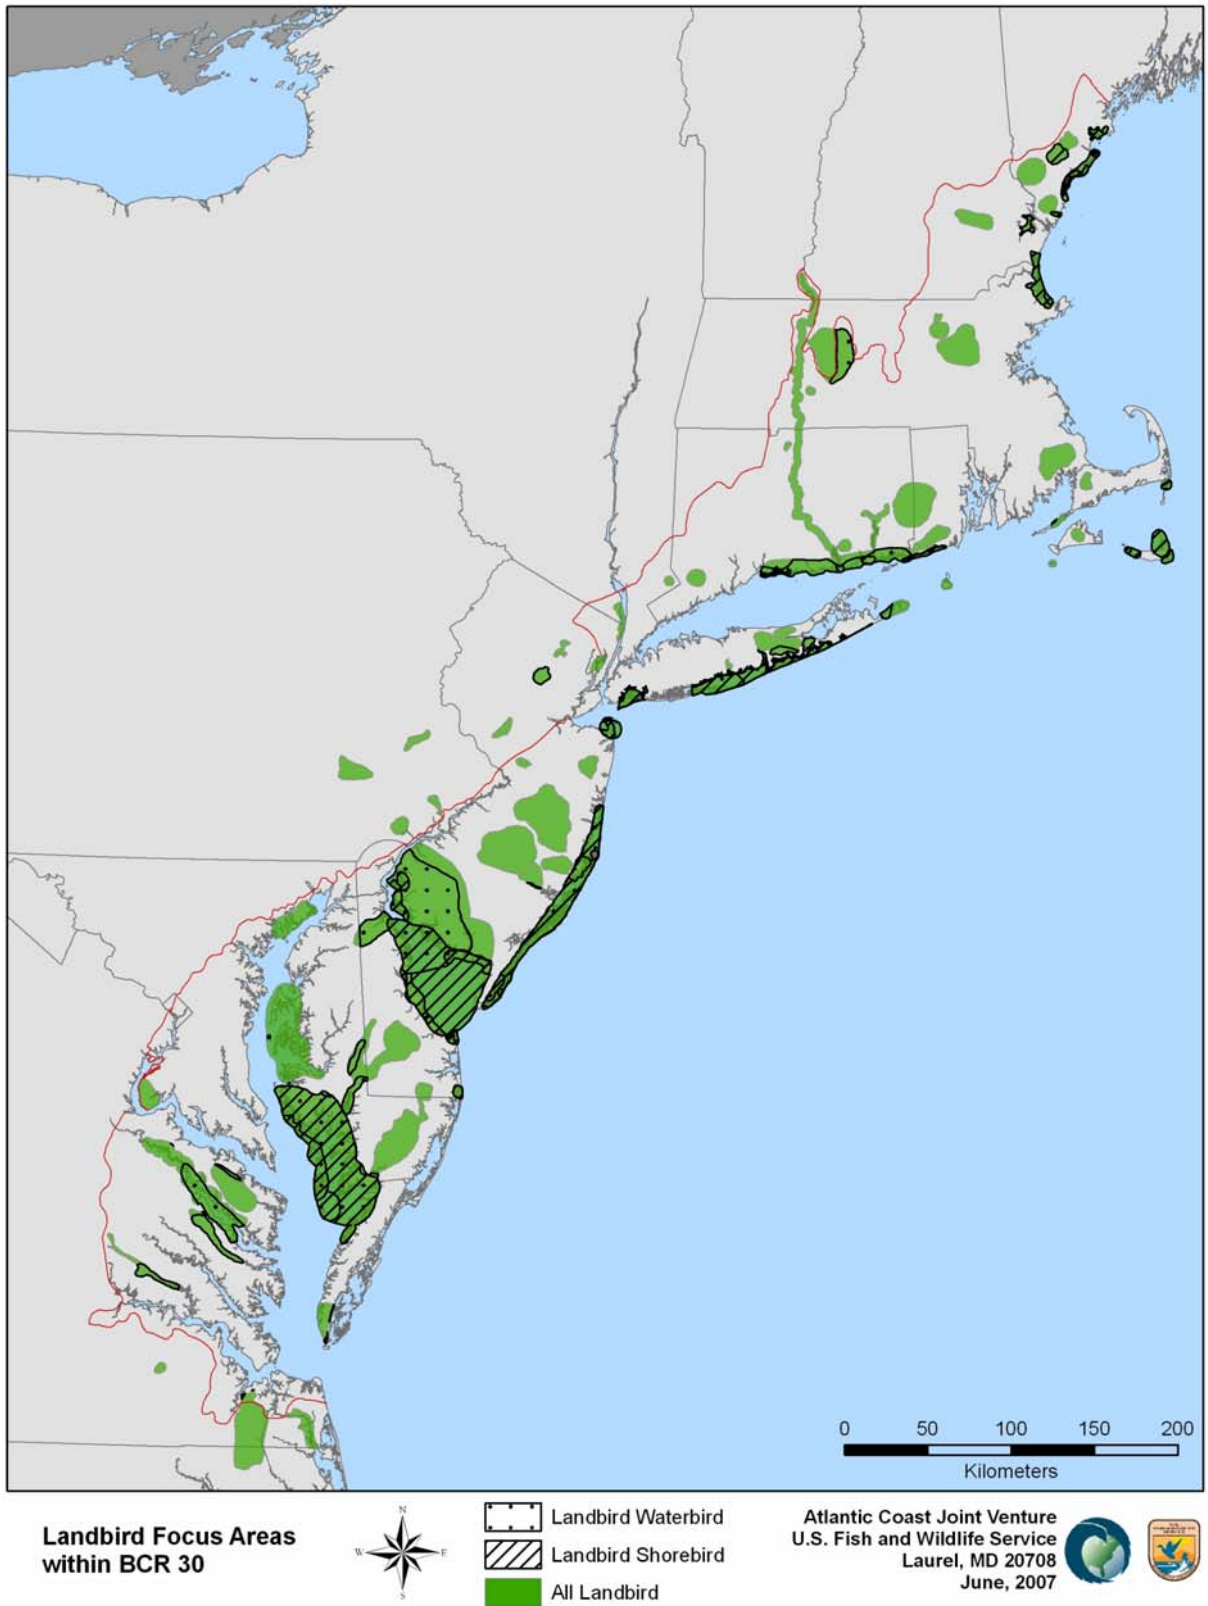 0 50 100 150 200
Kilometers
Landbird Focus Areas
within BCR 30
N
W E
S
Landbird Waterbird
Landbird Shorebird
All Landbird
Atlantic Coast Joint Venture
U.S. Fish and Wildlife Service
Laurel, MD 20708
June, 2007